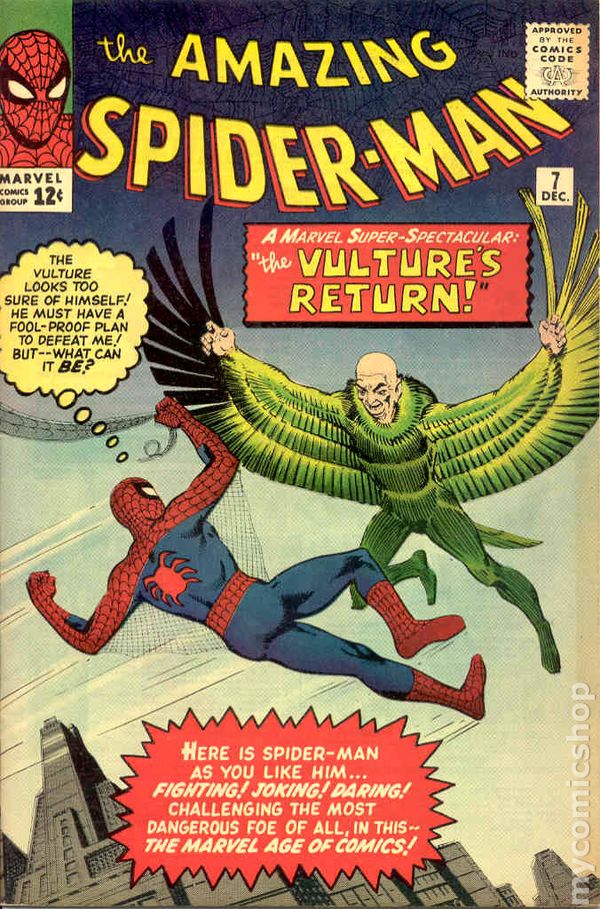 the AMAZING
SPIDER-MAN
APPROVED
BY THE
COMICS
CODE
CA
AUTHORITY
MARVEL
COMICS
GROUP 12¢
IND.
7
DEC.
A MARVEL SUPER-SPECTACULAR:
"the VULTURE'S
RETURN!"
THE
VULTURE
LOOKS TOO
SURE OF HIMSELF!
HE MUST HAVE A
FOOL-PROOF PLAN
TO DEFEAT ME!
BUT--WHAT CAN
IT BE?
HERE IS SPIDER-MAN
AS YOU LIKE HIM...
FIGHTING! JOKING! DARING!
CHALLENGING THE MOST
DANGEROUS FOE OF ALL, IN THIS~
THE MARVEL AGE OF COMICS!
mycomicshop